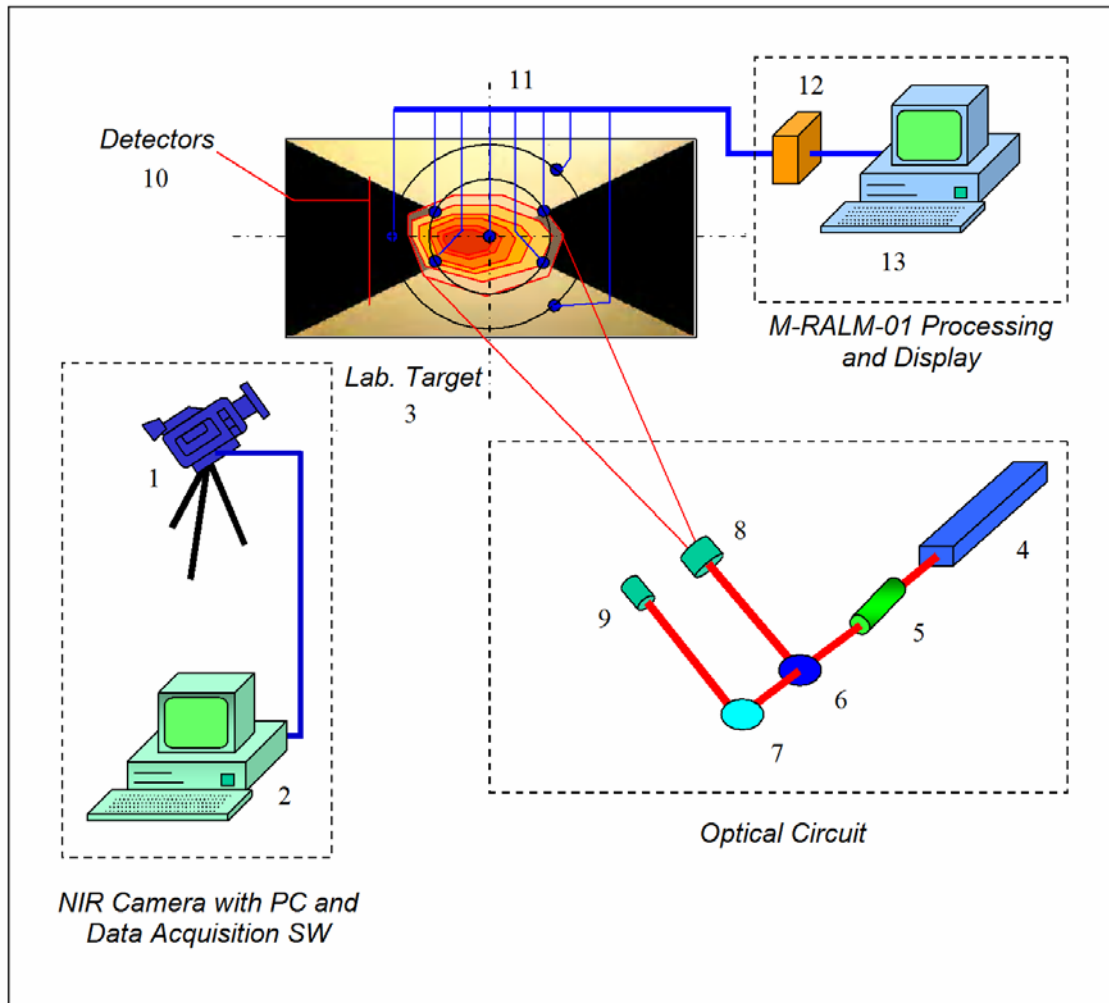 11
12
Detectors
10
13
M-RALM-01 Processing
and Display
Lab. Target
3
1
8
4
9
5
6
7
2
Optical Circuit
NIR Camera with PC and
Data Acquisition SW